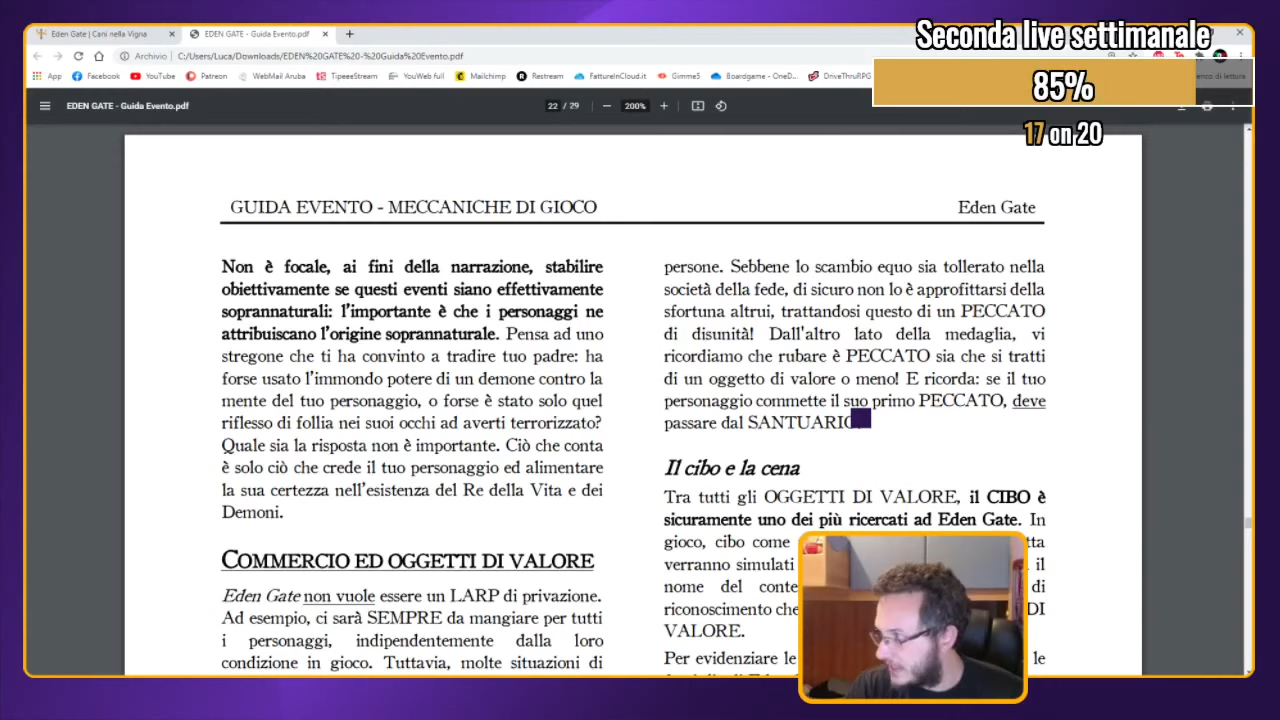 Seconda live settimanale
85%
17 on 20
Eden Gate | Cani nella Vigna
EDEN GATE - Guida Evento.pdf
Archivio
C:/Users/Luca/Downloads/EDEN%20GATE%20-%20Guida%20Evento.pdf
App
Facebook
YouTube
Patreon
WebMail Aruba
TipeeeStream
YouWeb full
Mailchimp
Restream
FattureInCloud.it
Gimme5
Boardgame - OneD...
DriveThruRPG
enco di lettura
EDEN GATE - Guida Evento.pdf
22 / 29
200%
GUIDA EVENTO - MECCANICHE DI GIOCO
Eden Gate
Non è focale, ai fini della narrazione, stabilire
obiettivamente se questi eventi siano effettivamente
soprannaturali: l'importante è che i personaggi ne
attribuiscano l'origine soprannaturale. Pensa ad uno
stregone che ti ha convinto a tradire tuo padre: ha
forse usato l'immondo potere di un demone contro la
mente del tuo personaggio, o forse è stato solo quel
riflesso di follia nei suoi occhi ad averti terrorizzato?
Quale sia la risposta non è importante. Ciò che conta
è solo ciò che crede il tuo personaggio ed alimentare
la sua certezza nell'esistenza del Re della Vita e dei
Demoni.
COMMERCIO ED OGGETTI DI VALORE
Eden Gate non vuole essere un LARP di privazione.
Ad esempio, ci sarà SEMPRE da mangiare per tutti
i personaggi, indipendentemente dalla loro
condizione in gioco. Tuttavia, molte situazioni di
persone. Sebbene lo scambio equo sia tollerato nella
società della fede, di sicuro non lo è approfittarsi della
sfortuna altrui, trattandosi questo di un PECCATO
di disunità! Dall'altro lato della medaglia, vi
ricordiamo che rubare è PECCATO sia che si tratti
di un oggetto di valore o meno! E ricorda: se il tuo
personaggio commette il suo primo PECCATO, deve
passare dal SANTUARIO
Il cibo e la cena
Tra tutti gli OGGETTI DI VALORE, il CIBO è
sicuramente uno dei più ricercati ad Eden Gate. In
gioco, cibo come tta
verranno simulati il
nome del conte di
riconoscimento che DI
VALORE.
Per evidenziare le le